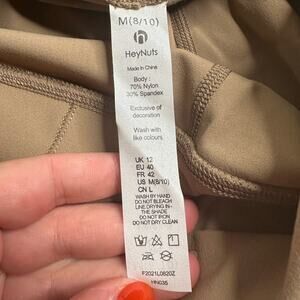 M(8/10)
HeyNuts
Made in China
Body :
70% Nylon
30% Spandex
Exclusive of
decoration
Wash with
like colours
UK 12
EU 40
FR 42
US M(8/10)
CN L
WASH BY HAND
DO NOT BLEACH
LINE DRYING IN
THE SHADE
DO NOT IRON
DO NOT DRY CLEAN
F2021L0820Z
HN035